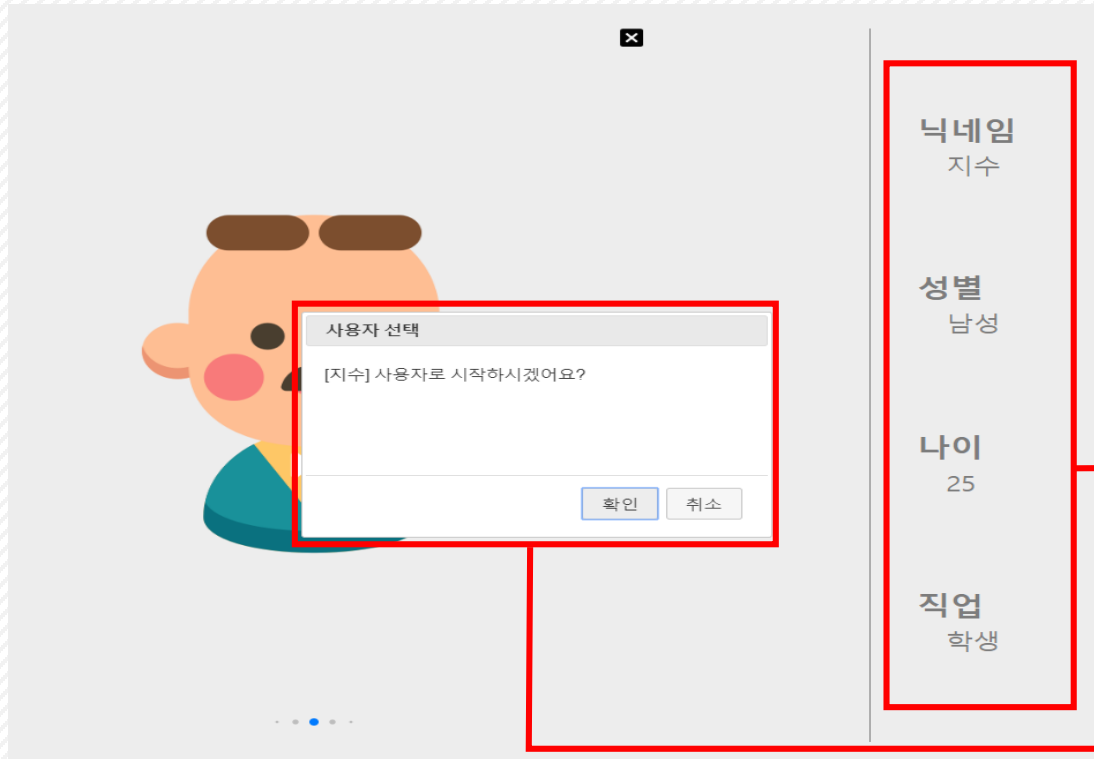 사용자 선택
[지수] 사용자로 시작하시겠어요?
확인 취소
닉네임
지수
성별
남성
나이
25
직업
학생